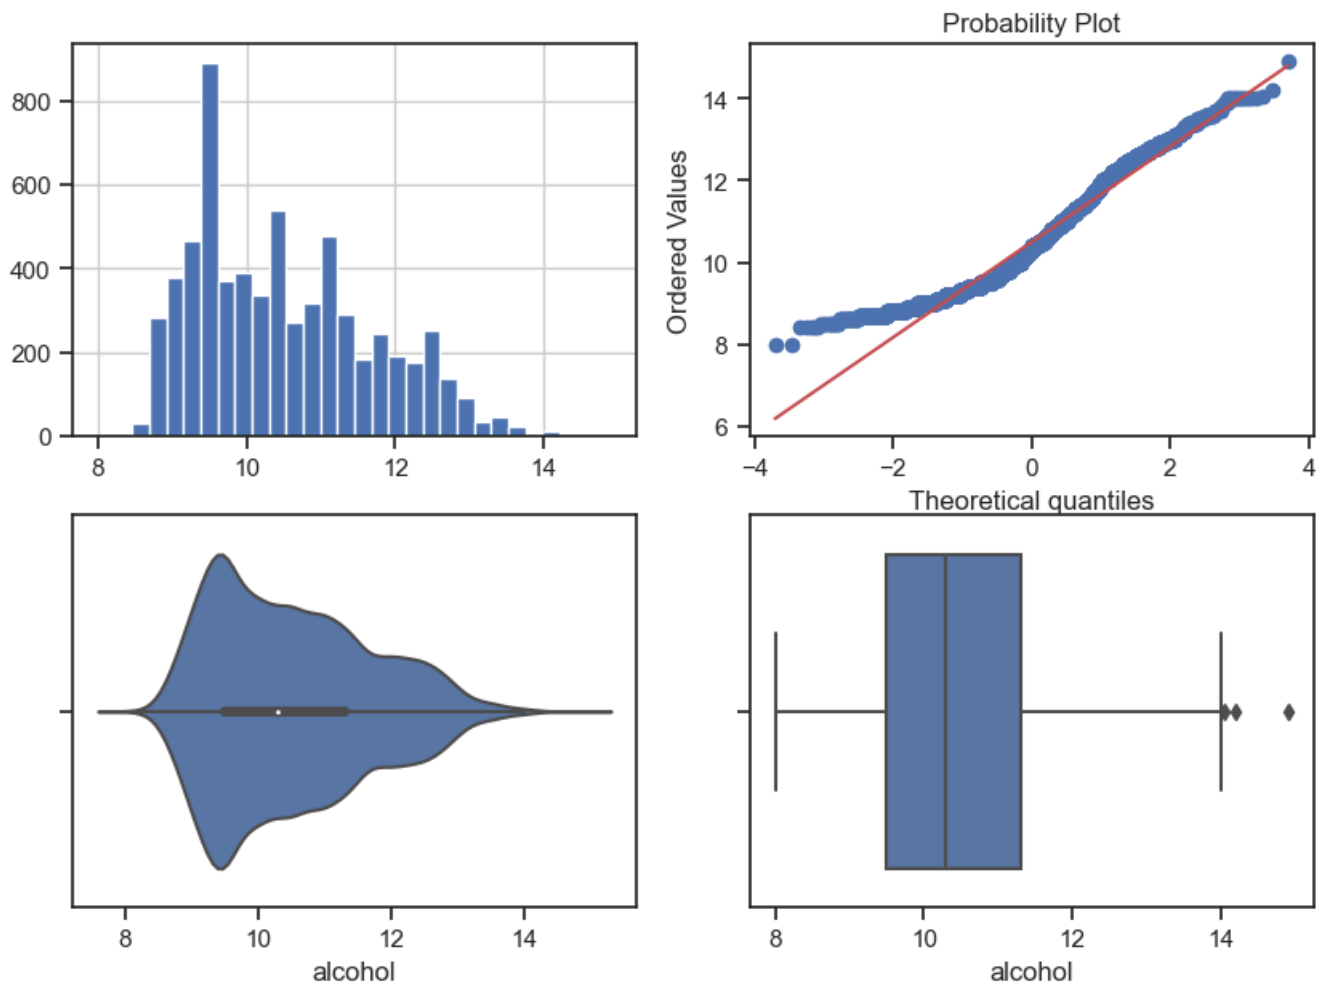 800
600
400
200
0
8 10 12 14
Probability Plot
Ordered Values
14
12
10
8
6
−4 −2 0 2 4
Theoretical quantiles
8 10 12 14
alcohol
8 10 12 14
alcohol